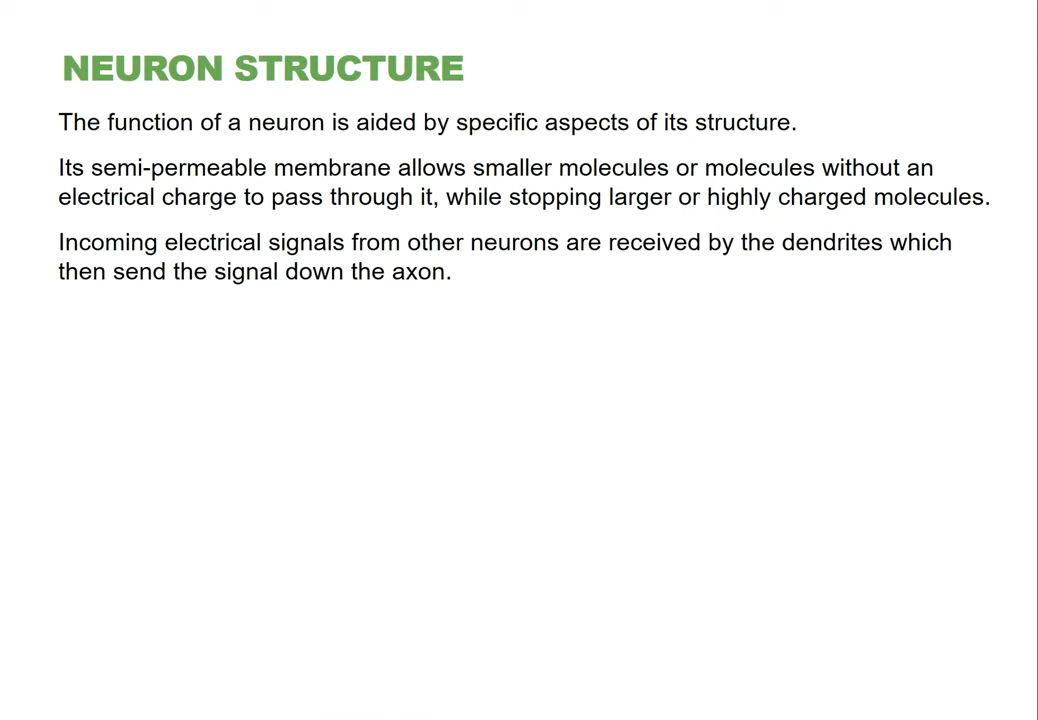 NEURON STRUCTURE
The function of a neuron is aided by specific aspects of its structure.
Its semi-permeable membrane allows smaller molecules or molecules without an
electrical charge to pass through it, while stopping larger or highly charged molecules.
Incoming electrical signals from other neurons are received by the dendrites which
then send the signal down the axon.